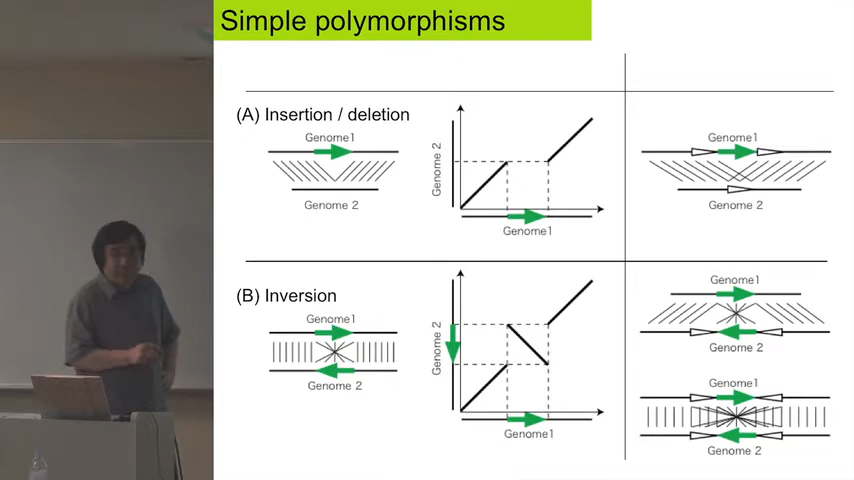 Simple polymorphisms
(A) Insertion / deletion
Genome1
Genome 2
Genome 2
Genome1
Genome1
Genome 2
(B) Inversion
Genome1
Genome 2
Genome 2
Genome1
Genome1
Genome 2
Genome1
Genome 2